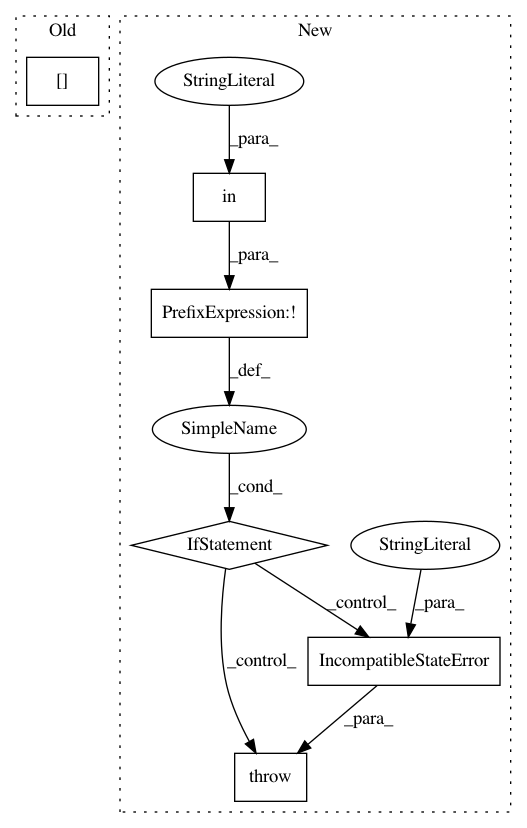 Old
New
[]
StringLiteral
_para_
in
_para_
PrefixExpression:!
_def_
SimpleName
_cond_
IfStatement
StringLiteral
_control_
_para_
_control_
IncompatibleStateError
_para_
throw